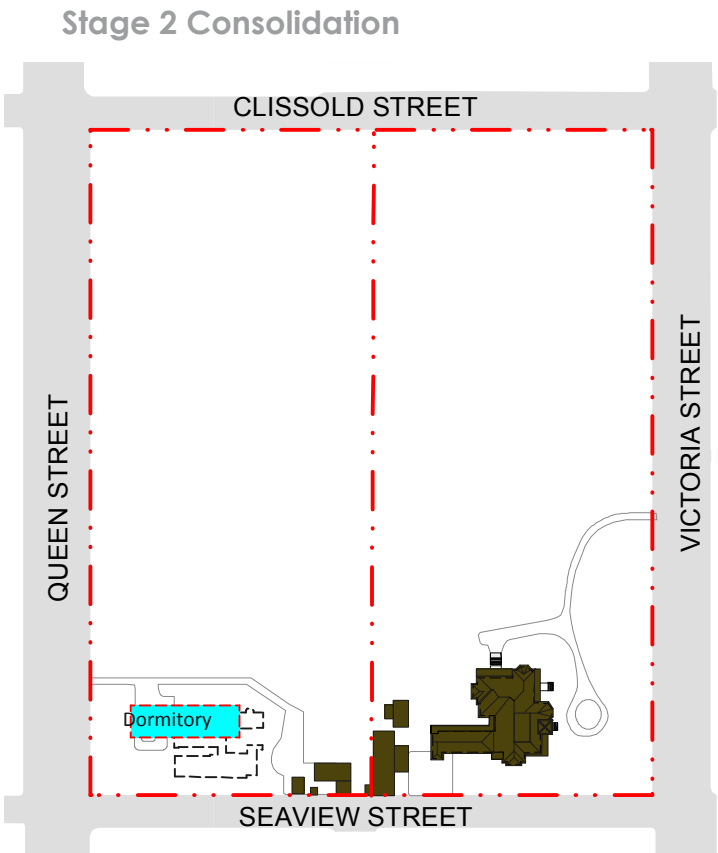 Stage 2 Consolidation
CLISSOLD STREET
QUEEN STREET
VICTORIA STREET
Dormitory
SEAVIEW STREET